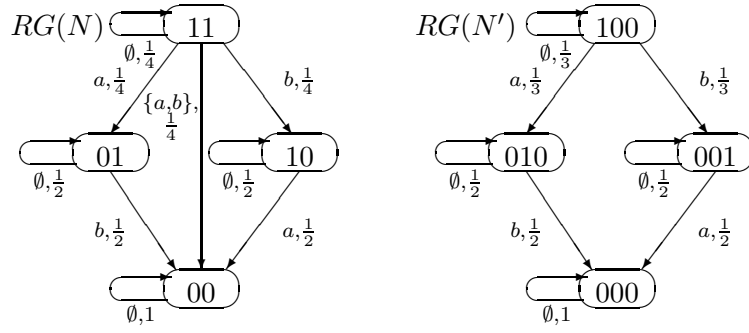 RG(N) 11 RG(N′) 100
∅,1/4 ∅,1/3
a,1/4 {a,b},1/4 b,1/4 a,1/3 b,1/3
01 10 010 001
∅,1/2 ∅,1/2 ∅,1/2 ∅,1/2
b,1/2 a,1/2 b,1/2 a,1/2
00 000
∅,1 ∅,1